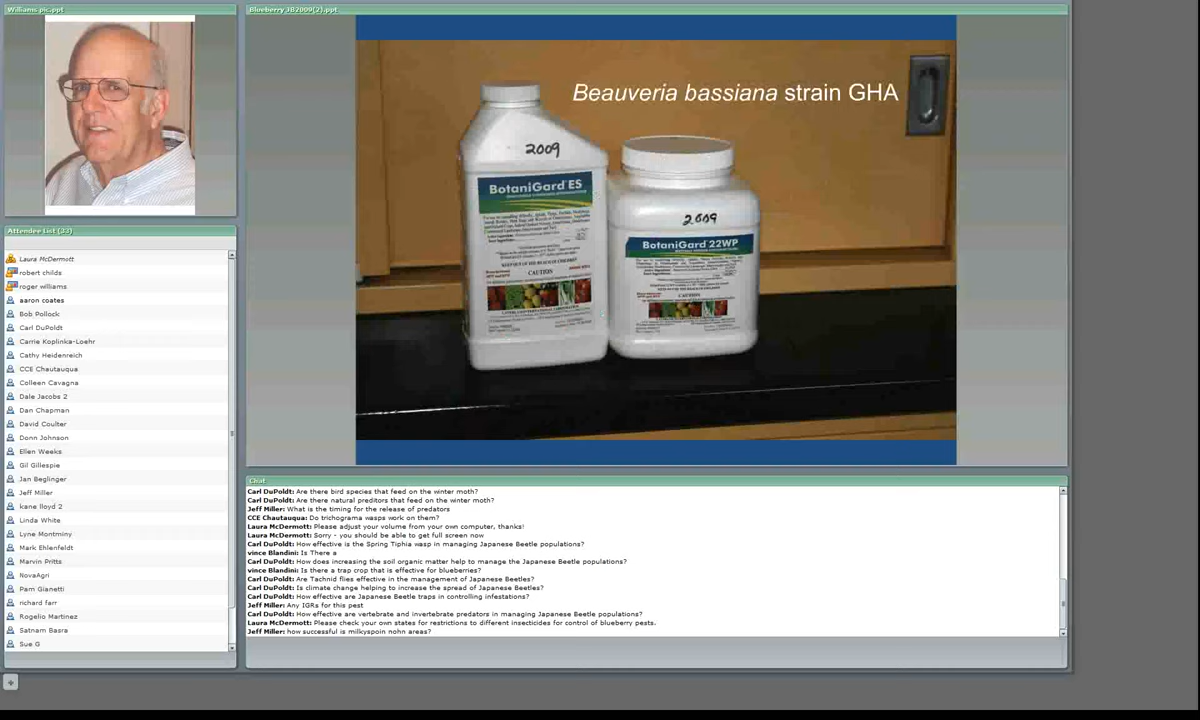 Williams pic.ppt
Attendee List (33)
Laura McDermott
robert childs
roger williams
aaron coates
Bob Pollock
Carl DuPoldt
Carrie Koplinka-Loehr
Cathy Heidenreich
CCE Chautauqua
Colleen Cavagna
Dale Jacobs 2
Dan Chapman
David Coulter
Donn Johnson
Ellen Weeks
Gil Gillespie
Jan Beglinger
Jeff Miller
kane lloyd 2
Linda White
Lyne Montminy
Mark Ehlenfeldt
Marvin Pritts
NovaAgri
Pam Gianetti
richard farr
Rogelio Martinez
Satnam Basra
Sue G
Blueberry JB2009[2].ppt
Beauveria bassiana strain GHA
2009
BotaniGard ES
KEEP OUT OF THE REACH OF CHILDREN
CAUTION
2009
BotaniGard 22WP
CAUTION
Chat
Carl DuPoldt: Are there bird species that feed on the winter moth?
Carl DuPoldt: Are there natural preditors that feed on the winter moth?
Jeff Miller: What is the timing for the release of predators
CCE Chautauqua: Do trichograma wasps work on them?
Laura McDermott: Please adjust your volume from your own computer, thanks!
Laura McDermott: Sorry - you should be able to get full screen now
Carl DuPoldt: How effective is the Spring Tiphia wasp in managing Japanese Beetle populations?
vince Blandini: Is There a
Carl DuPoldt: How does increasing the soil organic matter help to manage the Japanese Beetle populations?
vince Blandini: Is there a trap crop that is effective for blueberries?
Carl DuPoldt: Are Tachnid flies effective in the management of Japanese Beetles?
Carl DuPoldt: Is climate change helping to increase the spread of Japanese Beetles?
Carl DuPoldt: How effective are Japanese Beetle traps in controlling infestations?
Jeff Miller: Any IGRs for this pest
Carl DuPoldt: How effective are vertebrate and invertebrate predators in managing Japanese Beetle populations?
Laura McDermott: Please check your own states for restrictions to different insecticides for control of blueberry pests.
Jeff Miller: how successful is milkyspoin nohn areas?